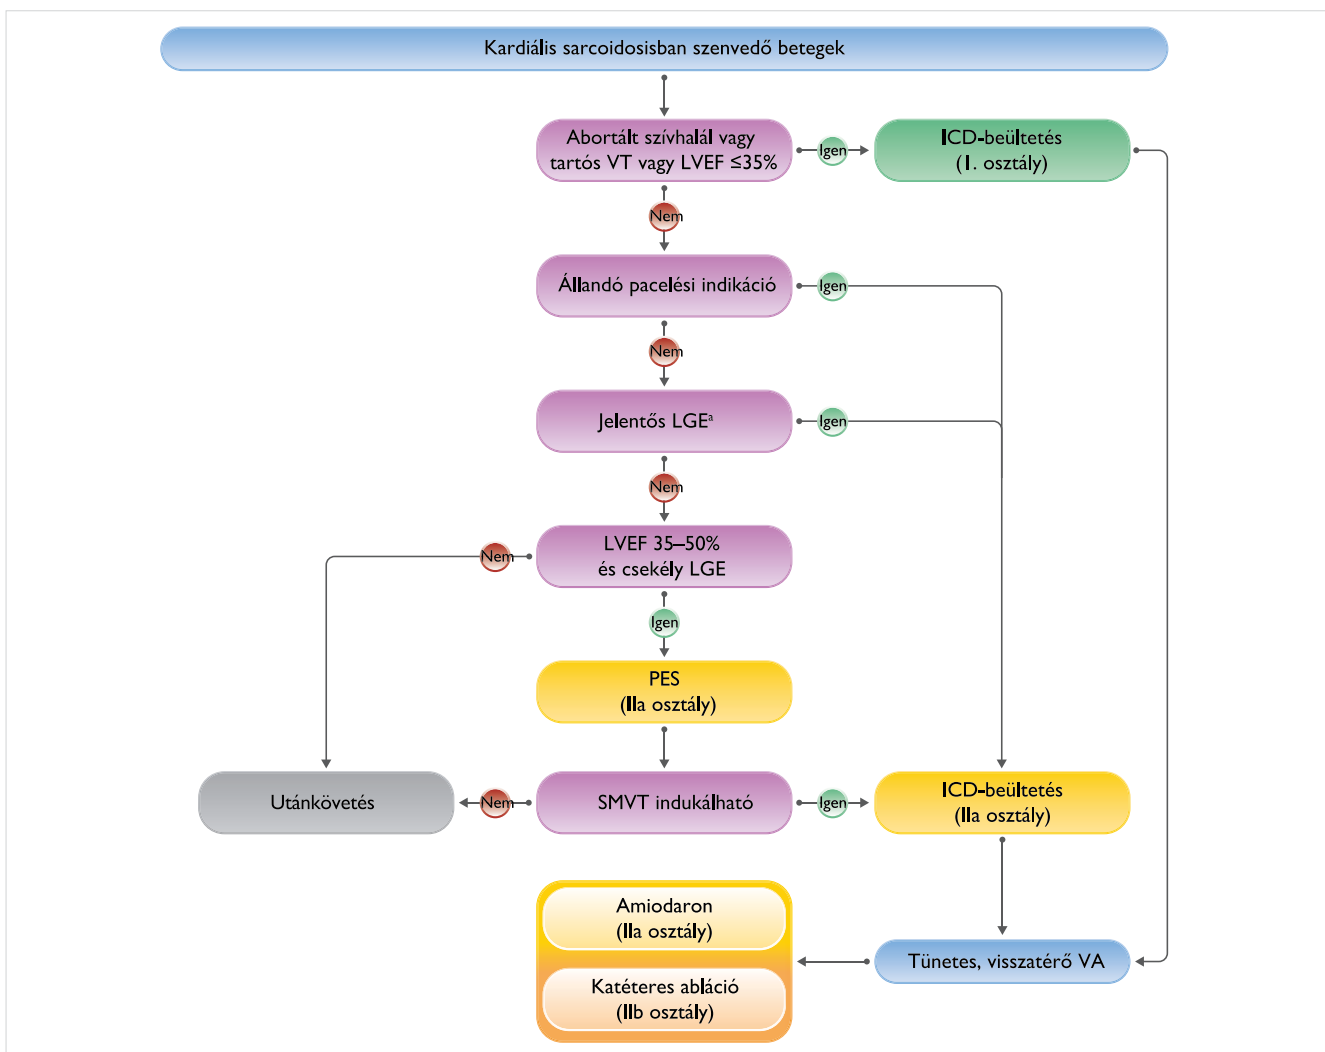 Kardiális sarcoidosisban szenvedő betegek
Abortált szívhalál vagy
tartós VT vagy LVEF ≤35%
Igen
ICD-beültetés
(I. osztály)
Nem
Állandó pacelési indikáció
Igen
Nem
Jelentős LGEᵃ
Igen
Nem
LVEF 35–50%
és csekély LGE
Nem
Igen
PES
(IIa osztály)
Utánkövetés
Nem
SMVT indukálható
Igen
ICD-beültetés
(IIa osztály)
Amiodaron
(IIa osztály)
Tünetes, visszatérő VA
Katéteres abláció
(IIb osztály)